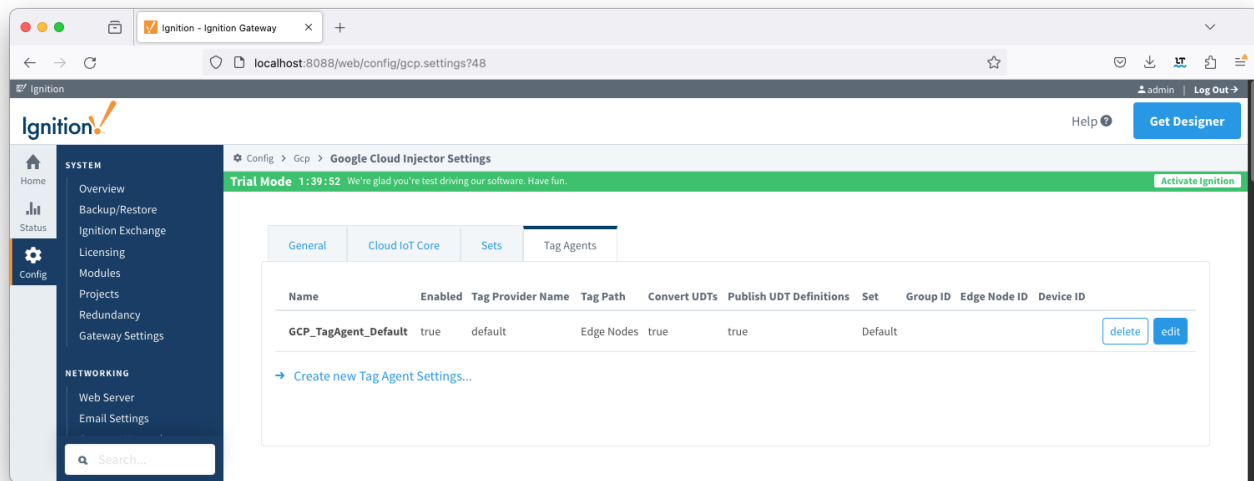 Ignition - Ignition Gateway
localhost:8088/web/config/gcp.settings?48
Ignition
admin | Log Out
Ignition!
Help
Get Designer
Home
Status
Config
SYSTEM
Overview
Backup/Restore
Ignition Exchange
Licensing
Modules
Projects
Redundancy
Gateway Settings
NETWORKING
Web Server
Email Settings
Search...
Config > Gcp > Google Cloud Injector Settings
Trial Mode 1:39:52 We're glad you're test driving our software. Have fun.
Activate Ignition
General Cloud IoT Core Sets Tag Agents
Name Enabled Tag Provider Name Tag Path Convert UDTs Publish UDT Definitions Set Group ID Edge Node ID Device ID
GCP_TagAgent_Default true default Edge Nodes true true Default delete edit
→ Create new Tag Agent Settings...